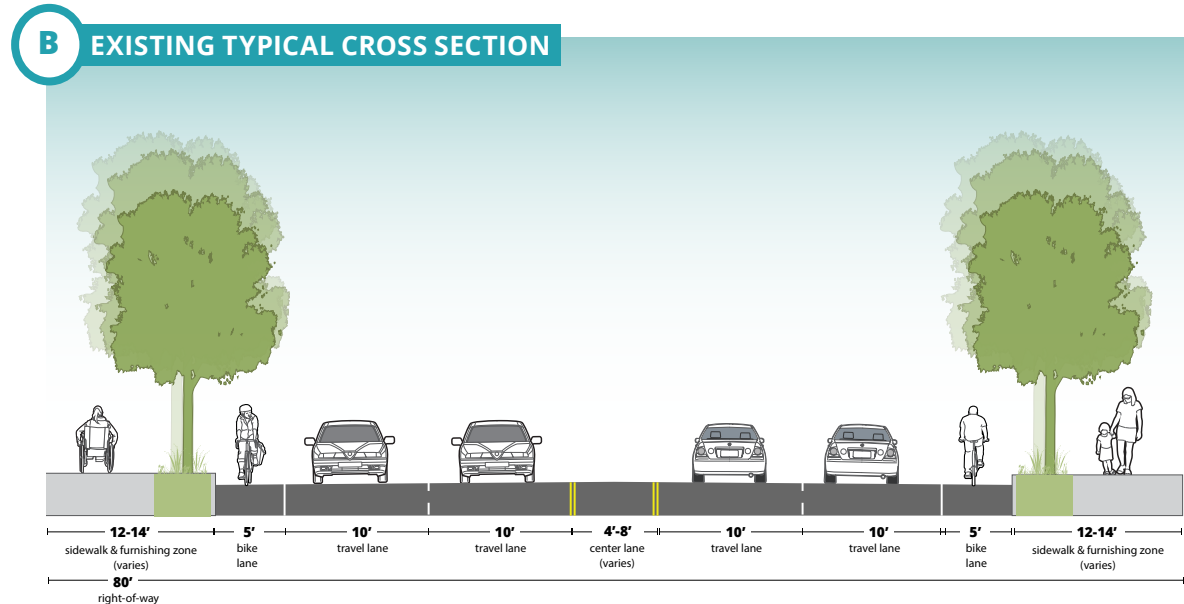 B
EXISTING TYPICAL CROSS SECTION
12-14’
sidewalk & furnishing zone
(varies)
5’
bike
lane
10’
travel lane
10’
travel lane
4’-8’
center lane
(varies)
10’
travel lane
10’
travel lane
5’
bike
lane
12-14’
sidewalk & furnishing zone
(varies)
80’
right-of-way